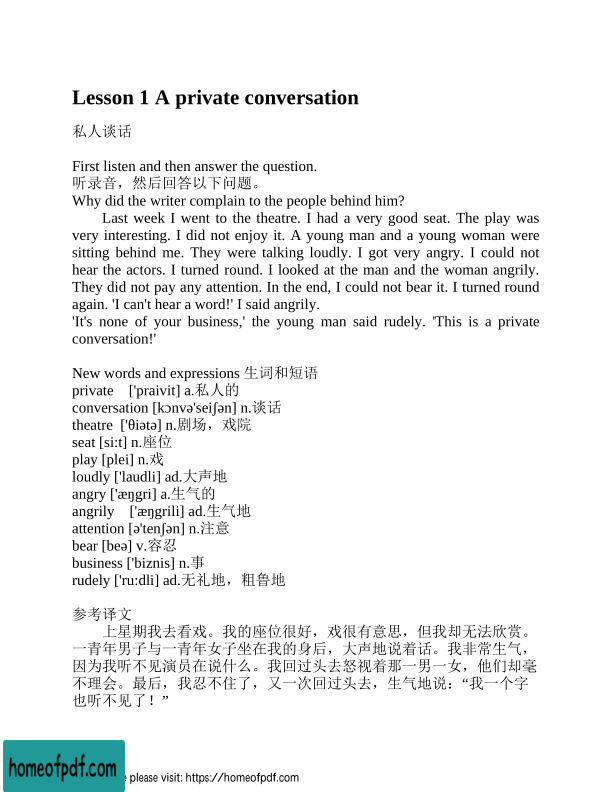 Lesson 1 A private conversation
私人谈话
First listen and then answer the question.
听录音，然后回答以下问题。
Why did the writer complain to the people behind him?
Last week I went to the theatre. I had a very good seat. The play was
very interesting. I did not enjoy it. A young man and a young woman were
sitting behind me. They were talking loudly. I got very angry. I could not
hear the actors. I turned round. I looked at the man and the woman angrily.
They did not pay any attention. In the end, I could not bear it. I turned round
again. 'I can't hear a word!' I said angrily.
'It's none of your business,' the young man said rudely. 'This is a private
conversation!'
New words and expressions 生词和短语
private ['praivit] a.私人的
conversation [kɔnvə'seiʃən] n.谈话
theatre ['θiətə] n.剧场，戏院
seat [si:t] n.座位
play [plei] n.戏
loudly ['laudli] ad.大声地
angry ['æŋgri] a.生气的
angrily ['æŋgrili] ad.生气地
attention [ə'tenʃən] n.注意
bear [beə] v.容忍
business ['biznis] n.事
rudely ['ru:dli] ad.无礼地，粗鲁地
参考译文
上星期我去看戏。我的座位很好，戏很有意思，但我却无法欣赏。
一青年男子与一青年女子坐在我的身后，大声地说着话。我非常生气，
因为我听不见演员在说什么。我回过头去怒视着那一男一女，他们却毫
不理会。最后，我忍不住了，又一次回过头去，生气地说：“我一个字
也听不见了！”
homeofpdf.com
please visit: https://homeofpdf.com